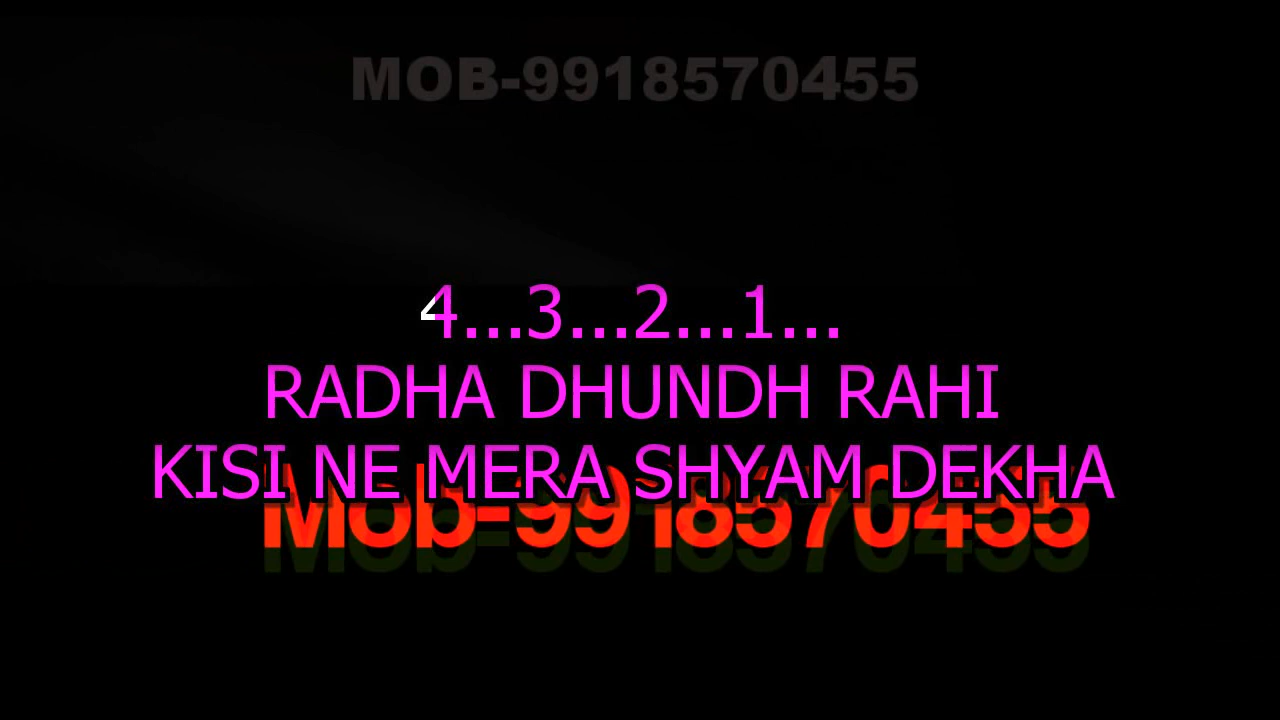 MOB-9918570455
4...3...2...1...
RADHA DHUNDH RAHI
KISI NE MERA SHYAM DEKHA
Mob-9918570455